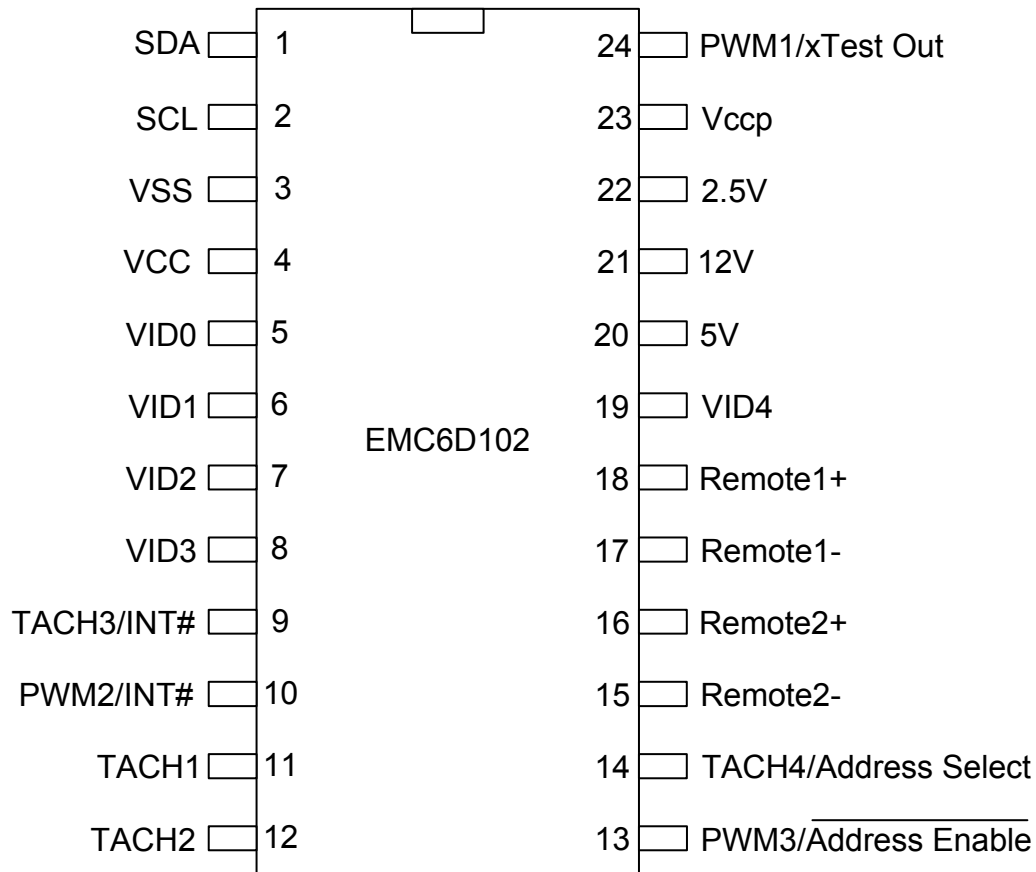 SDA 1 24 PWM1/xTest Out
SCL 2 23 Vccp
VSS 3 22 2.5V
VCC 4 21 12V
VID0 5 20 5V
VID1 6 19 VID4
EMC6D102
VID2 7 18 Remote1+
VID3 8 17 Remote1-
TACH3/INT# 9 16 Remote2+
PWM2/INT# 10 15 Remote2-
TACH1 11 14 TACH4/Address Select
TACH2 12 13 PWM3/Address Enable